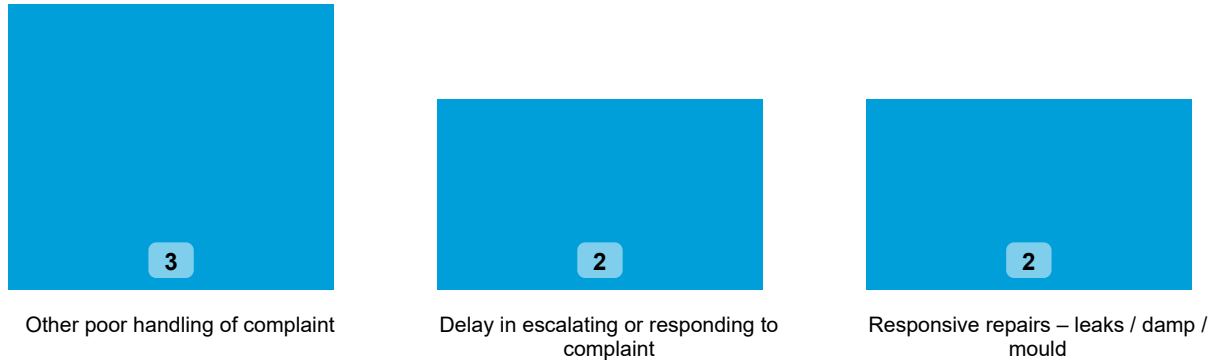 3
2
2
Other poor handling of complaint
Delay in escalating or responding to
complaint
Responsive repairs – leaks / damp /
mould